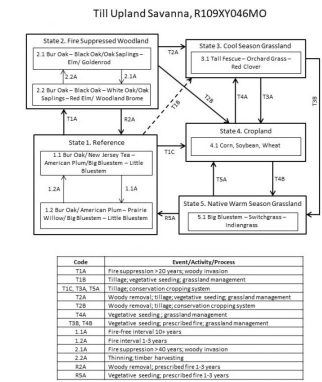 Till Upland Savanna, R109XY046MO
State 2. Fire Suppressed Woodland
2.1 Bur Oak – Black Oak/Oak Saplings –
Elm/ Goldenrod
2.2A
2.1A
2.2 Bur Oak – Black Oak – White Oak/Oak
Saplings –Red Elm/ Woodland Brome
T2A
State 3. Cool Season Grassland
3.1 Tall Fescue – Orchard Grass –
Red Clover
T1A
R2A
T1B
T2B
T4A
T3A
T3B
State 1. Reference
1.1 Bur Oak/ New Jersey Tea –
American Plum/Big Bluestem – Little
Bluestem
1.2A
1.1A
1.2 Bur Oak/ American Plum – Prairie
Willow/ Big Bluestem – Little Bluestem
T1C
State 4. Cropland
4.1 Corn, Soybean, Wheat
T5A
T4B
R5A
State 5. Native Warm Season Grassland
5.1 Big Bluestem – Switchgrass –
Indiangrass
Code Event/Activity/Process
T1A Fire suppression >20 years; woody invasion
T1B Tillage; vegetative seeding; grassland management
T1C, T3A, T5A Tillage; conservation cropping system
T2A Woody removal; tillage; vegetative seeding; grassland management
T2B Woody removal; tillage; conservation cropping system
T4A Vegetative seeding ; grassland management
T3B, T4B Vegetative seeding; prescribed fire; grassland management
1.1A Fire-free interval 10+ years
1.2A Fire interval 1-3 years
2.1A Fire suppression >40 years; woody invasion
2.2A Thinning; timber harvesting
R2A Woody removal; prescribed fire 1-3 years
R5A Vegetative seeding; prescribed fire 1-3 years